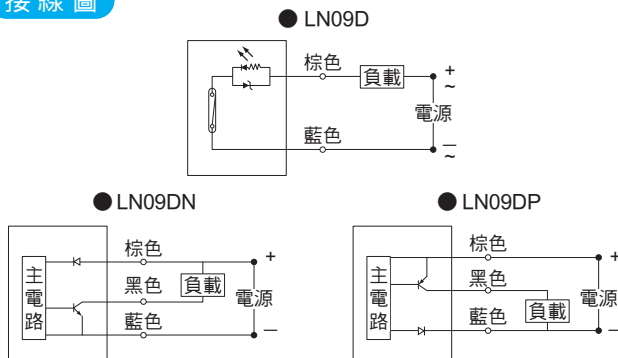 接線圖
● LN09D
棕色
負載
+
~
電源
藍色
—
~
● LN09DN
主電路
棕色
+
黑色
負載
電源
藍色
—
● LN09DP
主電路
棕色
+
黑色
負載
電源
藍色
—